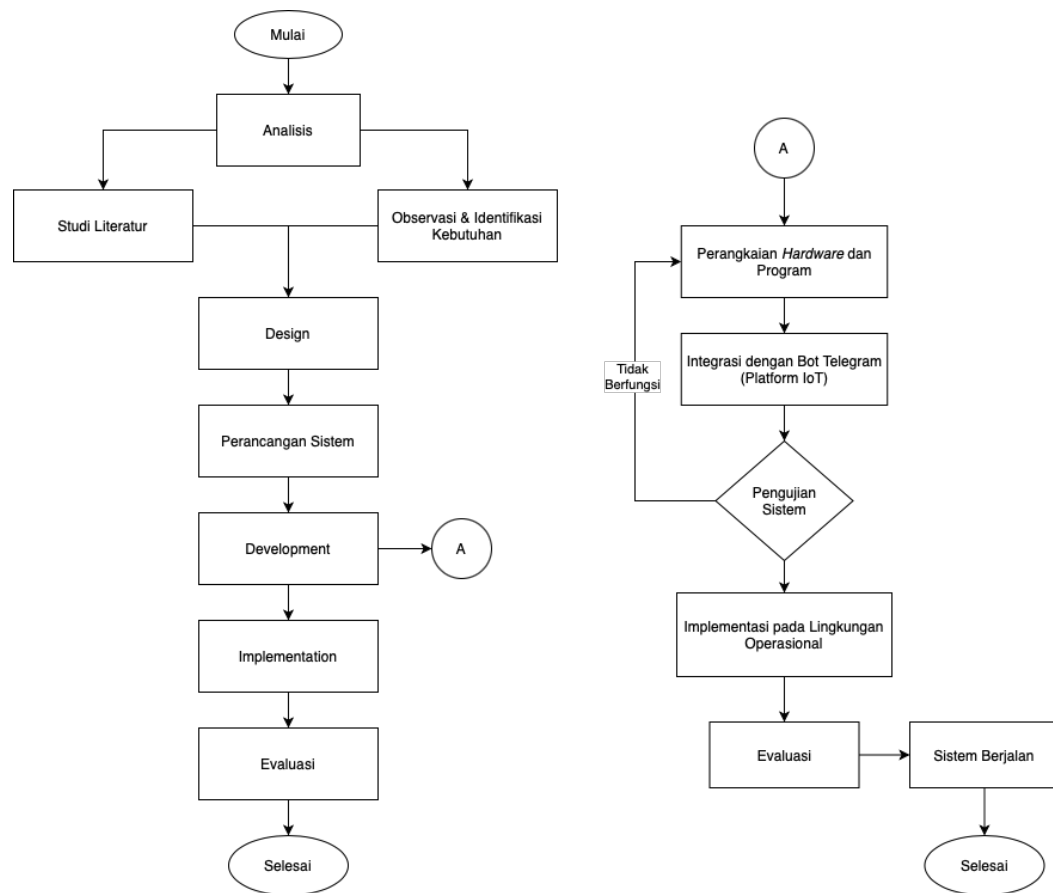 Mulai
Analisis
Studi Literatur
Observasi & Identifikasi
Kebutuhan
Design
Perancangan Sistem
Development
A
Implementation
Evaluasi
Selesai
A
Perangkaian Hardware dan
Program
Integrasi dengan Bot Telegram
(Platform IoT)
Tidak
Berfungsi
Pengujian
Sistem
Implementasi pada Lingkungan
Operasional
Evaluasi
Sistem Berjalan
Selesai